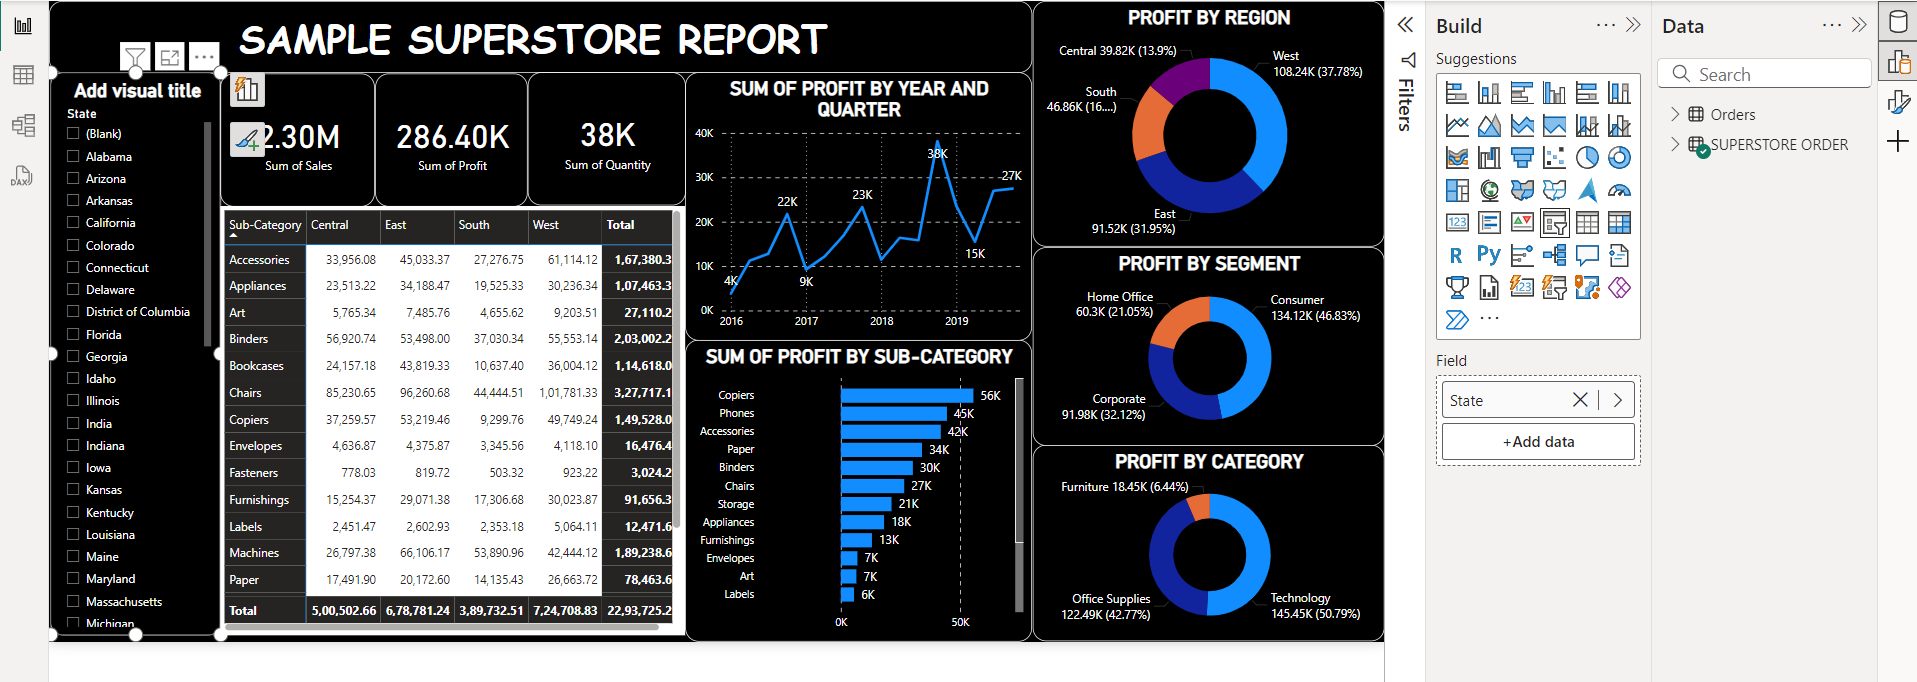 SAMPLE SUPERSTORE REPORT
Add visual title
State
(Blank)
Alabama
Arizona
Arkansas
California
Colorado
Connecticut
Delaware
District of Columbia
Florida
Georgia
Idaho
Illinois
India
Indiana
Iowa
Kansas
Kentucky
Louisiana
Maine
Maryland
Massachusetts
Michigan
2.30M
Sum of Sales
286.40K
Sum of Profit
38K
Sum of Quantity
Sub-Category Central East South West Total
Accessories 33,956.08 45,033.37 27,276.75 61,114.12 1,67,380.3
Appliances 23,513.22 34,188.47 19,525.33 30,236.34 1,07,463.3
Art 5,765.34 7,485.76 4,655.62 9,203.51 27,110.2
Binders 56,920.74 53,498.00 37,030.34 55,553.14 2,03,002.2
Bookcases 24,157.18 43,819.33 10,637.40 36,004.12 1,14,618.0
Chairs 85,230.65 96,260.68 44,444.51 1,01,781.33 3,27,717.1
Copiers 37,259.57 53,219.46 9,299.76 49,749.24 1,49,528.0
Envelopes 4,636.87 4,375.87 3,345.56 4,118.10 16,476.4
Fasteners 778.03 819.72 503.32 923.22 3,024.2
Furnishings 15,254.37 29,071.38 17,306.68 30,023.87 91,656.3
Labels 2,451.47 2,602.93 2,353.18 5,064.11 12,471.6
Machines 26,797.38 66,106.17 53,890.96 42,444.12 1,89,238.6
Paper 17,491.90 20,172.60 14,135.43 26,663.72 78,463.6
Total 5,00,502.66 6,78,781.24 3,89,732.51 7,24,708.83 22,93,725.2
SUM OF PROFIT BY YEAR AND
QUARTER
40K
30K
20K
10K
0K
4K
22K
9K
23K
38K
15K
27K
2016 2017 2018 2019
SUM OF PROFIT BY SUB-CATEGORY
Copiers 56K
Phones 45K
Accessories 42K
Paper 34K
Binders 30K
Chairs 27K
Storage 21K
Appliances 18K
Furnishings 13K
Envelopes 7K
Art 7K
Labels 6K
0K 50K
PROFIT BY REGION
Central 39.82K (13.9%)
West
108.24K (37.78%)
South
46.86K (16....)
East
91.52K (31.95%)
PROFIT BY SEGMENT
Home Office
60.3K (21.05%)
Consumer
134.12K (46.83%)
Corporate
91.98K (32.12%)
PROFIT BY CATEGORY
Furniture 18.45K (6.44%)
Office Supplies
122.49K (42.77%)
Technology
145.45K (50.79%)
Filters
Build
Suggestions
123
R
Py
123
Field
State
+Add data
Data
Search
Orders
SUPERSTORE ORDER
DAX